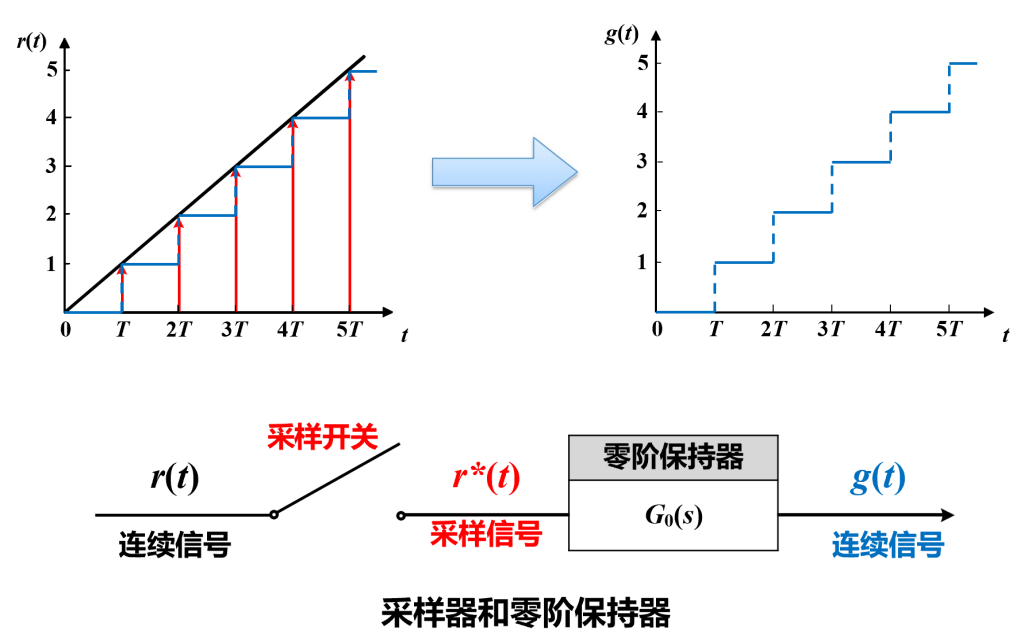 r(t)
5
4
3
2
1
0 T 2T 3T 4T 5T t
g(t)
5
4
3
2
1
0 T 2T 3T 4T 5T t
采样开关
r(t)
连续信号
r*(t)
采样信号
零阶保持器
G₀(s)
g(t)
连续信号
采样器和零阶保持器